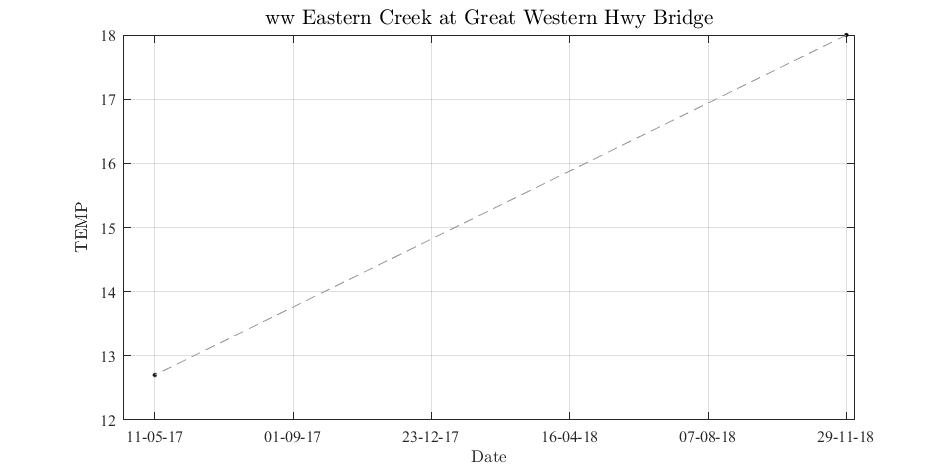 ww Eastern Creek at Great Western Hwy Bridge
18
17
16
15
14
13
12
TEMP
11-05-17 01-09-17 23-12-17 16-04-18 07-08-18 29-11-18
Date